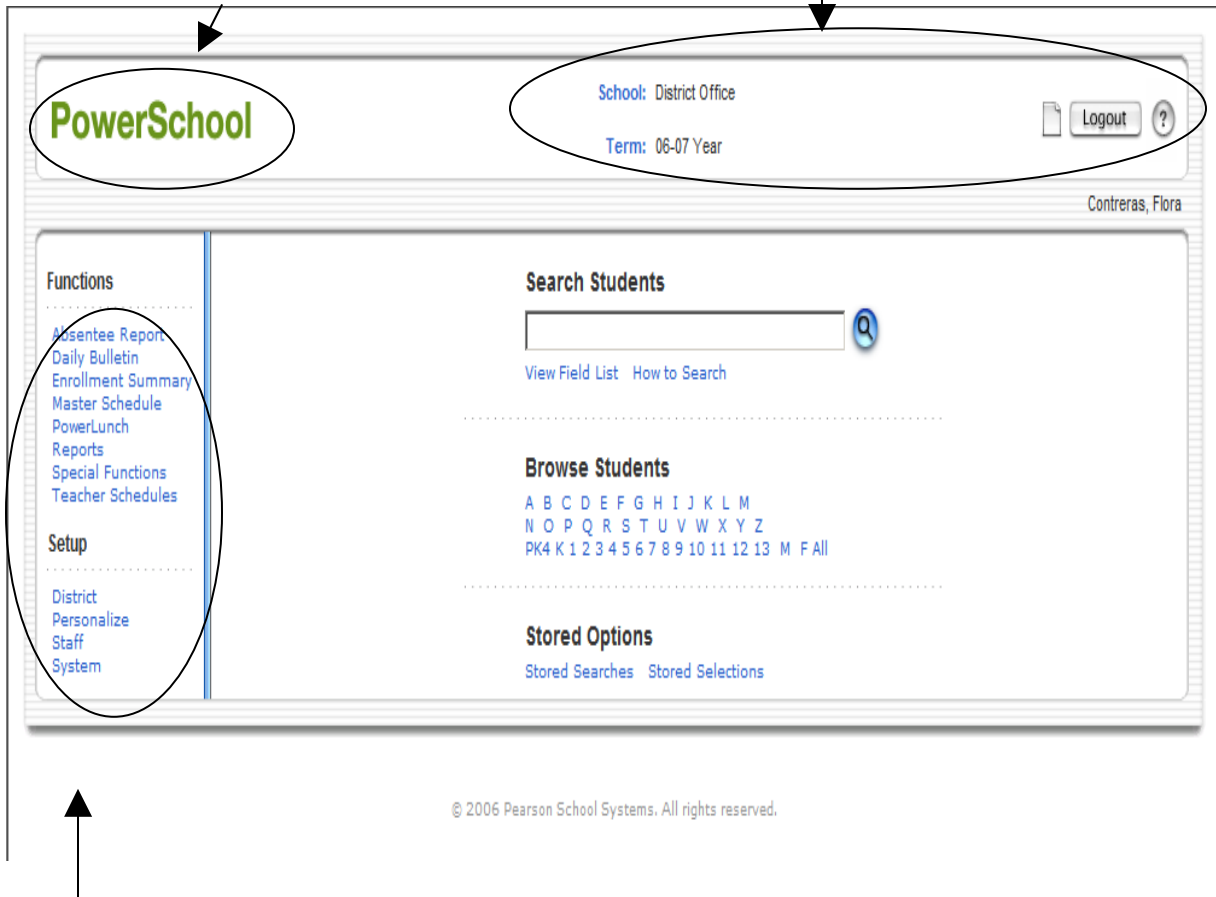 PowerSchool
School: District Office
Term: 06-07 Year
Logout ?
Contreras, Flora
Functions
Absentee Report
Daily Bulletin
Enrollment Summary
Master Schedule
PowerLunch
Reports
Special Functions
Teacher Schedules
Setup
District
Personalize
Staff
System
Search Students
View Field List How to Search
Browse Students
A B C D E F G H I J K L M
N O P Q R S T U V W X Y Z
PK4 K 1 2 3 4 5 6 7 8 9 10 11 12 13 M F All
Stored Options
Stored Searches Stored Selections
© 2006 Pearson School Systems. All rights reserved.